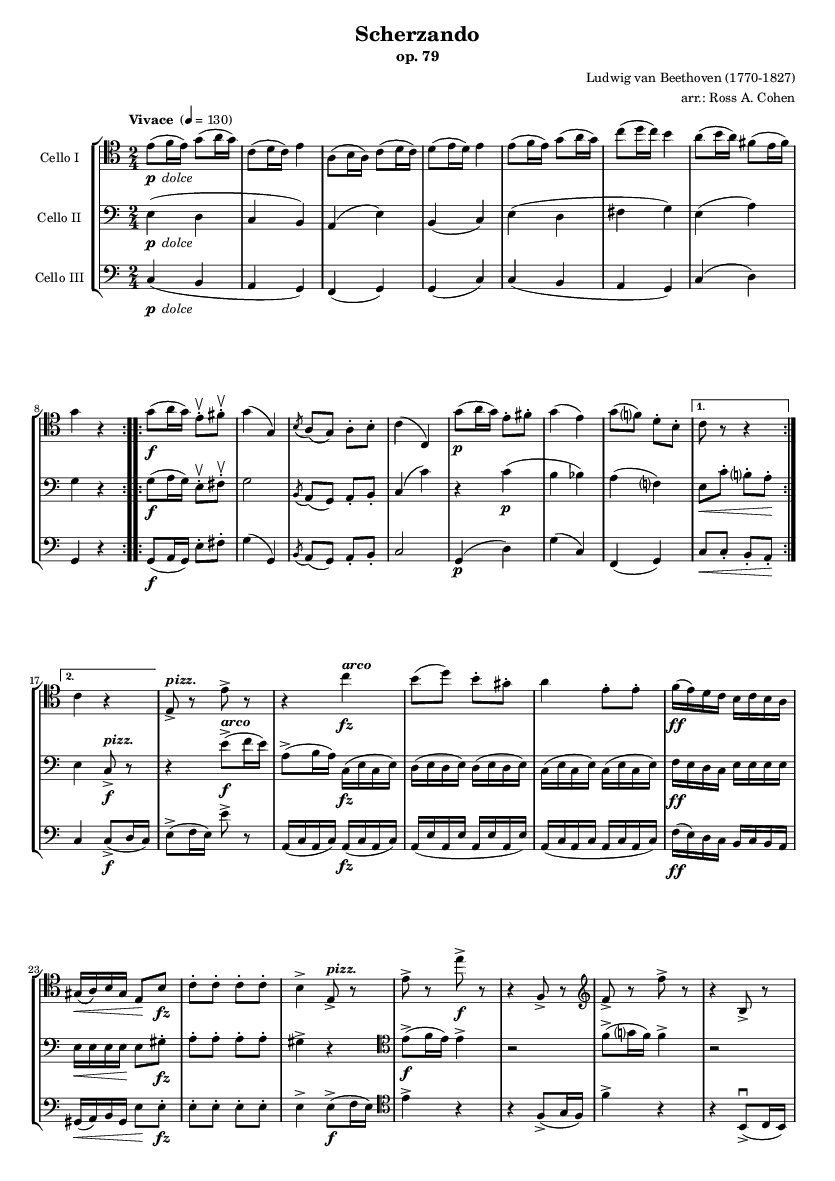 Scherzando
op. 79
Ludwig van Beethoven (1770-1827)
arr.: Ross A. Cohen
Vivace (♩ = 130)
Cello I
p dolce
Cello II
p dolce
Cello III
p dolce
8
1.
f
p
f
p
f
p
17
2.
pizz.
arco
fz
ff
pizz.
arco
f
f
fz
ff
f
fz
ff
23
pizz.
fz
f
fz
f
fz
f